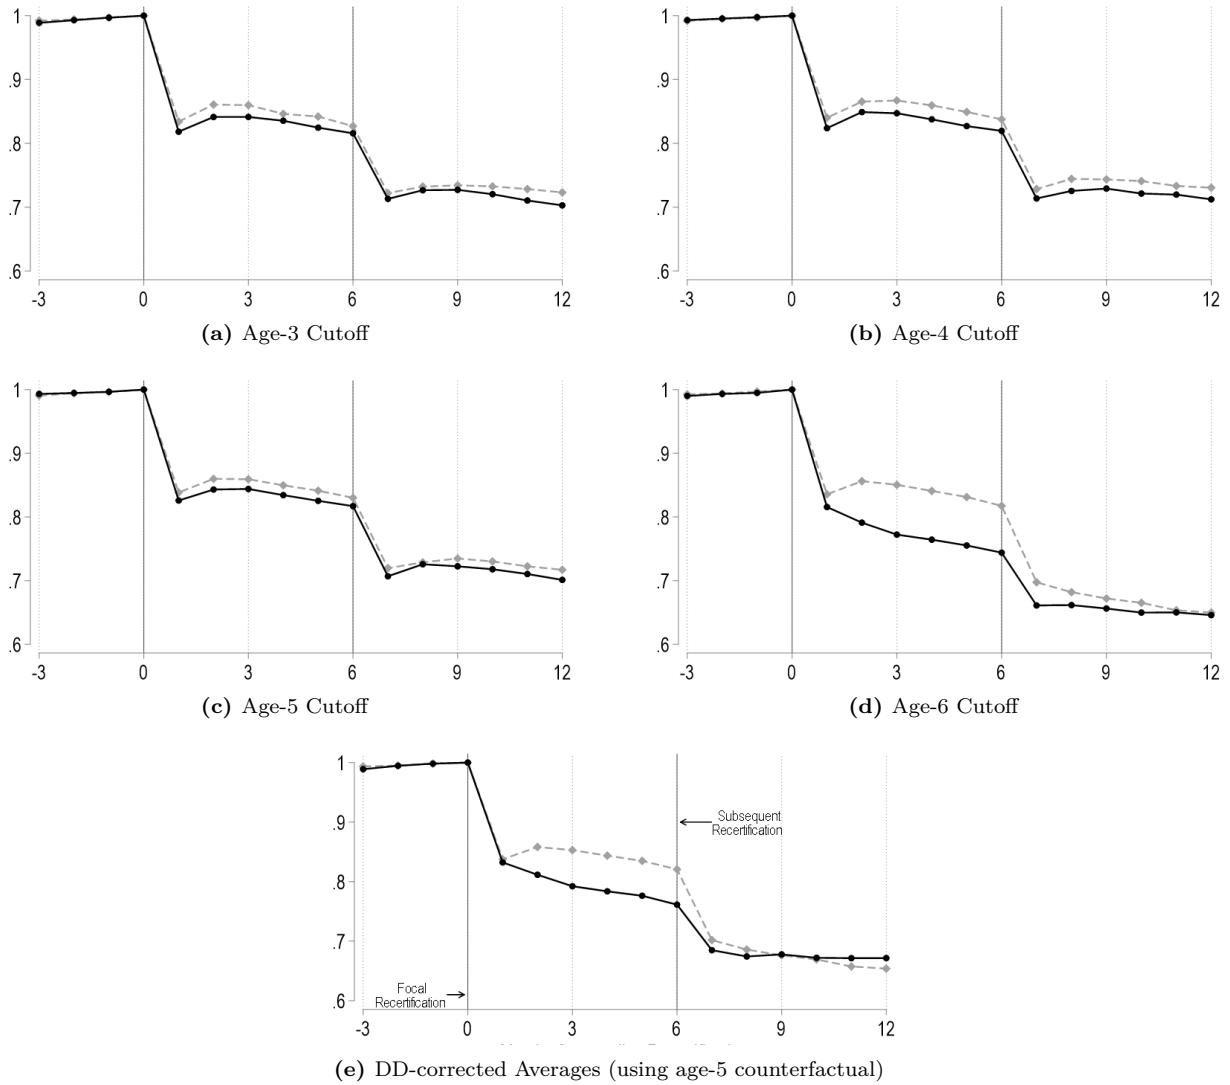 1
.9
.8
.7
.6
-3 0 3 6 9 12
(a) Age-3 Cutoff
1
.9
.8
.7
.6
-3 0 3 6 9 12
(b) Age-4 Cutoff
1
.9
.8
.7
.6
-3 0 3 6 9 12
(c) Age-5 Cutoff
1
.9
.8
.7
.6
-3 0 3 6 9 12
(d) Age-6 Cutoff
1
.9
.8
.7
.6
Subsequent
Recertification
Focal
Recertification
-3 0 3 6 9 12
(e) DD-corrected Averages (using age-5 counterfactual)